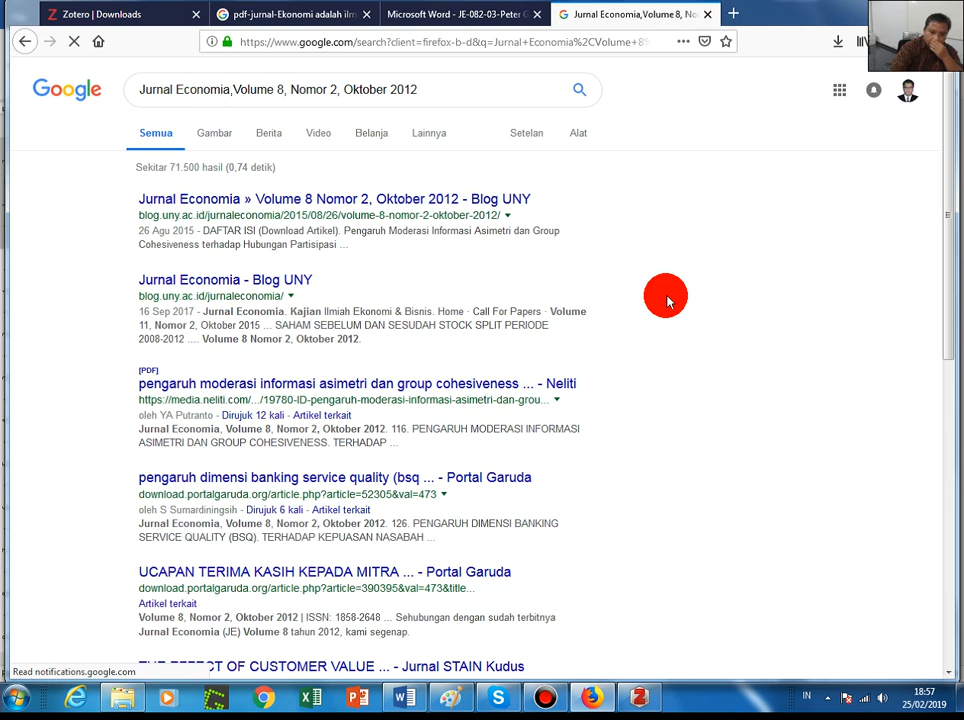 Zotero | Downloads
pdf-jurnal-Ekonomi adalah ilm
Microsoft Word - JE-082-03-Peter G
Jurnal Economia,Volume 8, No
https://www.google.com/search?client=firefox-b-d&q=Jurnal+Economia%2CVolume+8%
Google
Jurnal Economia,Volume 8, Nomor 2, Oktober 2012
Semua Gambar Berita Video Belanja Lainnya Setelan Alat
Sekitar 71.500 hasil (0,74 detik)
Jurnal Economia » Volume 8 Nomor 2, Oktober 2012 - Blog UNY
blog.uny.ac.id/jurnaleconomia/2015/08/26/volume-8-nomor-2-oktober-2012/
26 Agu 2015 - DAFTAR ISI (Download Artikel). Pengaruh Moderasi Informasi Asimetri dan Group
Cohesiveness terhadap Hubungan Partisipasi ...
Jurnal Economia - Blog UNY
blog.uny.ac.id/jurnaleconomia/
16 Sep 2017 - Jurnal Economia. Kajian Ilmiah Ekonomi & Bisnis. Home · Call For Papers · Volume
11, Nomor 2, Oktober 2015 ... SAHAM SEBELUM DAN SESUDAH STOCK SPLIT PERIODE
2008-2012 .... Volume 8 Nomor 2, Oktober 2012.
[PDF]
pengaruh moderasi informasi asimetri dan group cohesiveness ... - Neliti
https://media.neliti.com/.../19780-ID-pengaruh-moderasi-informasi-asimetri-dan-grou...
oleh YA Putranto - Dirujuk 12 kali - Artikel terkait
Jurnal Economia, Volume 8, Nomor 2, Oktober 2012. 116. PENGARUH MODERASI INFORMASI
ASIMETRI DAN GROUP COHESIVENESS. TERHADAP ...
pengaruh dimensi banking service quality (bsq ... - Portal Garuda
download.portalgaruda.org/article.php?article=52305&val=473
oleh S Sumardiningsih - Dirujuk 6 kali - Artikel terkait
Jurnal Economia, Volume 8, Nomor 2, Oktober 2012. 126. PENGARUH DIMENSI BANKING
SERVICE QUALITY (BSQ). TERHADAP KEPUASAN NASABAH ...
UCAPAN TERIMA KASIH KEPADA MITRA ... - Portal Garuda
download.portalgaruda.org/article.php?article=390395&val=473&title...
Artikel terkait
Volume 8, Nomor 2, Oktober 2012 | ISSN: 1858-2648 ... Sehubungan dengan sudah terbitnya
Jurnal Economia (JE) Volume 8 tahun 2012, kami segenap.
THE EFFECT OF CUSTOMER VALUE ... - Jurnal STAIN Kudus
Read notifications.google.com
IN
18:57
25/02/2019